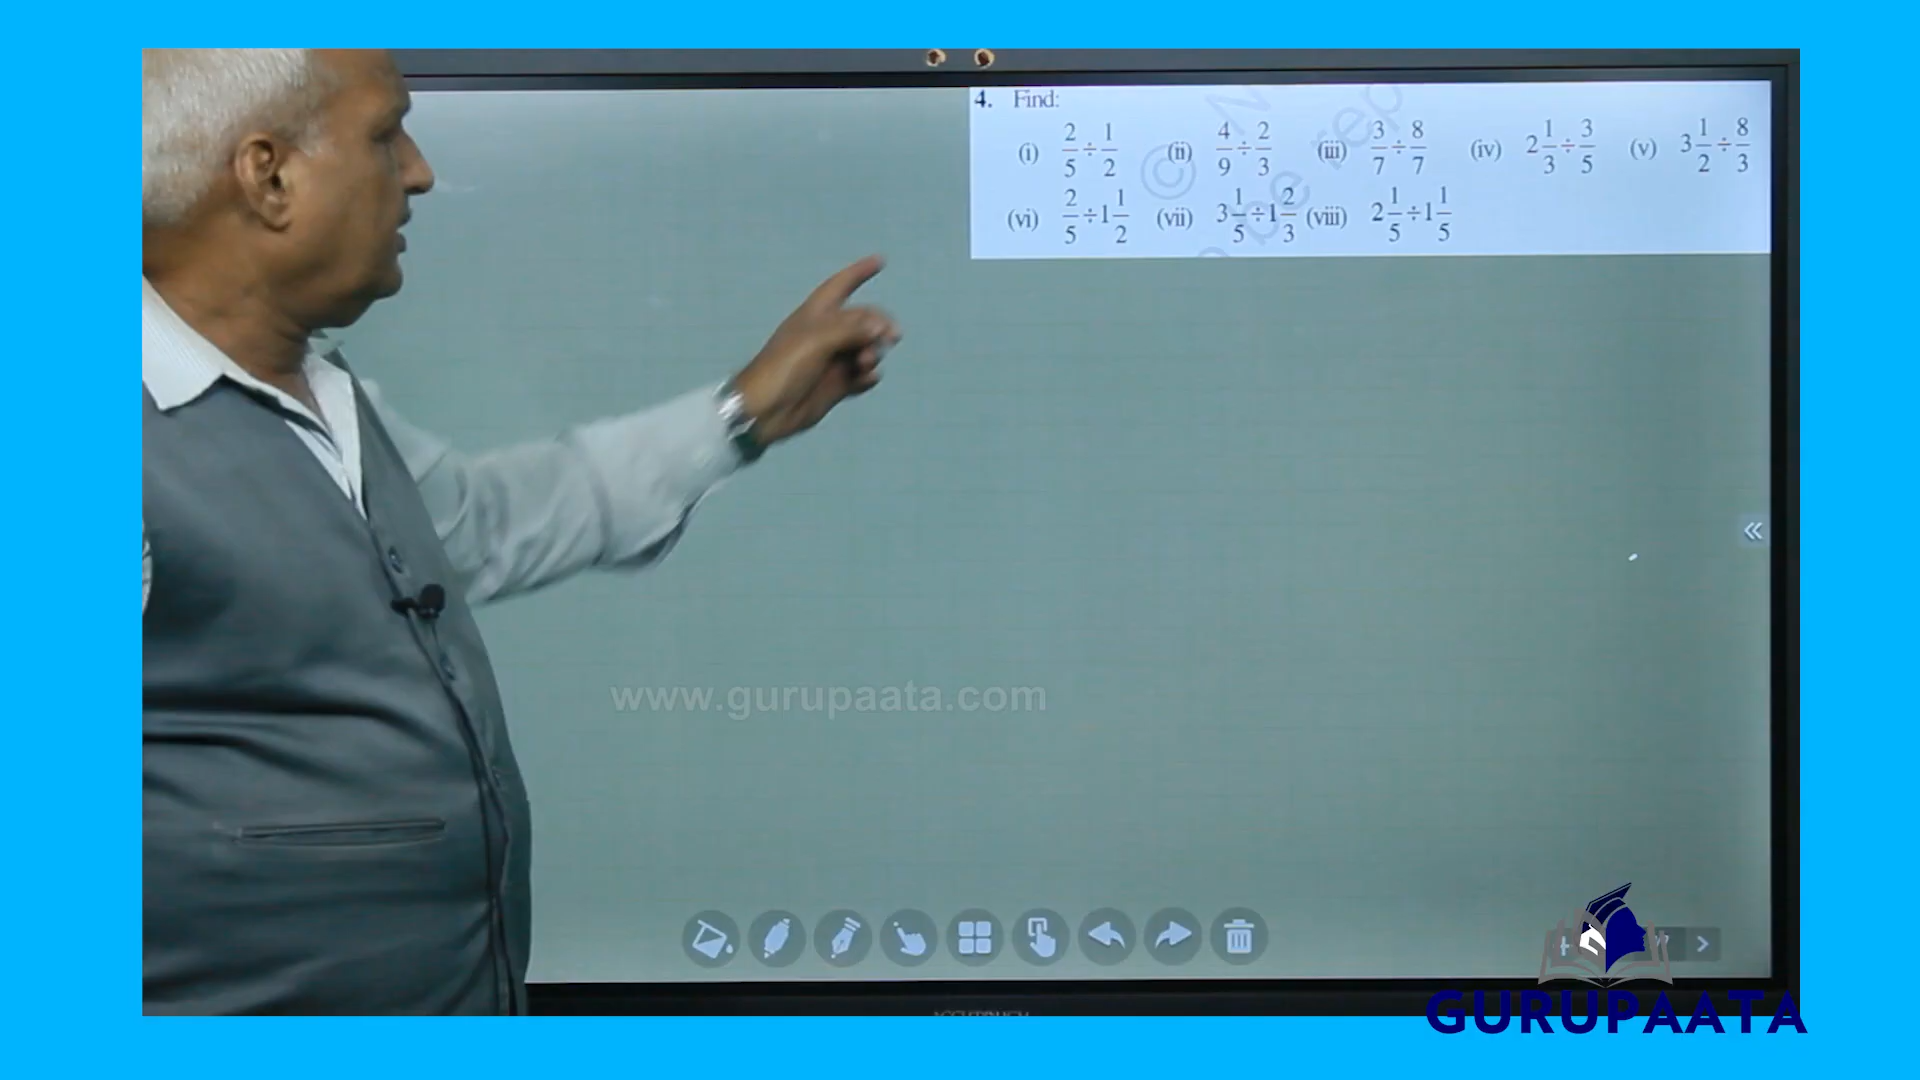 4. Find:
(i) 2/5 ÷ 1/2 (ii) 4/9 ÷ 2/3 (iii) 3/7 ÷ 8/7 (iv) 2 1/3 ÷ 3/5 (v) 3 1/2 ÷ 8/3
(vi) 2/5 ÷ 1 1/2 (vii) 3 1/5 ÷ 1 2/3 (viii) 2 1/5 ÷ 1 1/5
© N
be rep
www.gurupaata.com
GURUPAATA